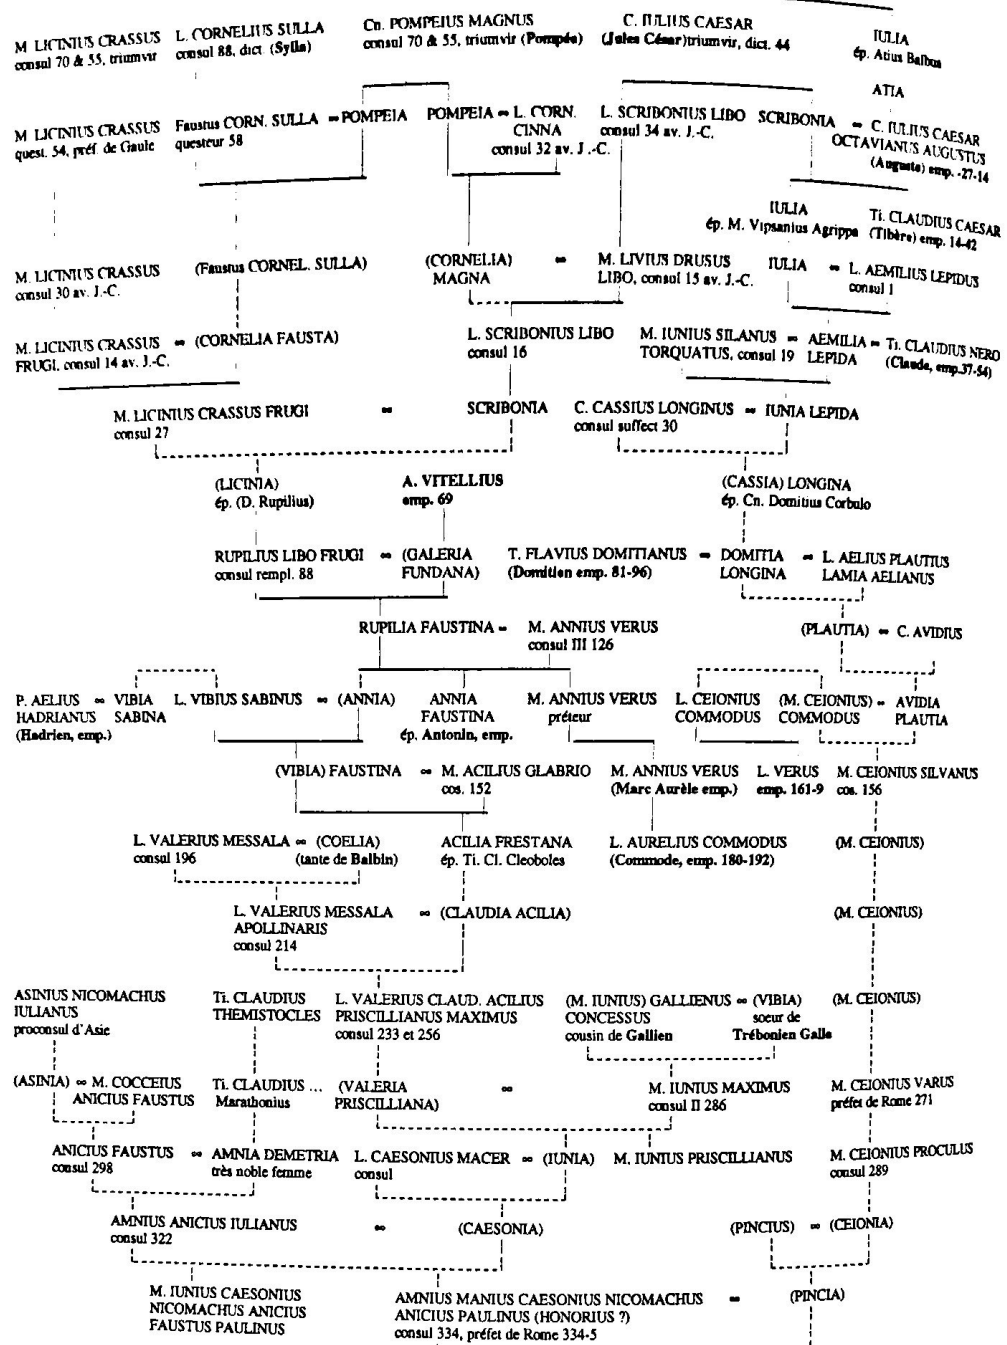 M LICINIUS CRASSUS
consul 70 & 55, triumvir
L. CORNELIUS SULLA
consul 88, dict. (Sylla)
Cn. POMPEIUS MAGNUS
consul 70 & 55, triumvir (Pompée)
C. IULIUS CAESAR
(Jules César)triumvir, dict. 44
IULIA
ép. Atius Balbus
ATIA
M LICINIUS CRASSUS
quest. 54, préf. de Gaule
Faustus CORN. SULLA ∞ POMPEIA
questeur 58
POMPEIA ∞ L. CORN.
CINNA
consul 32 av. J.-C.
L. SCRIBONIUS LIBO
consul 34 av. J.-C.
SCRIBONIA ∞ C. IULIUS CAESAR
OCTAVIANUS AUGUSTUS
(Auguste) emp. -27-14
IULIA
ép. M. Vipsanius Agrippa
Ti. CLAUDIUS CAESAR
(Tibère) emp. 14-42
M. LICINIUS CRASSUS
consul 30 av. J.-C.
(Faustus CORNEL. SULLA)
(CORNELIA) ∞
MAGNA
M. LIVIUS DRUSUS
LIBO, consul 15 av. J.-C.
IULIA ∞ L. AEMILIUS LEPIDUS
consul 1
M. LICINIUS CRASSUS ∞ (CORNELIA FAUSTA)
FRUGI, consul 14 av. J.-C.
L. SCRIBONIUS LIBO
consul 16
M. IUNIUS SILANUS ∞ AEMILIA ∞ Ti. CLAUDIUS NERO
TORQUATUS, consul 19 LEPIDA (Claude, emp.37-54)
M. LICINIUS CRASSUS FRUGI ∞ SCRIBONIA
consul 27
C. CASSIUS LONGINUS ∞ IUNIA LEPIDA
consul suffect 30
(LICINIA)
ép. (D. Rupilius)
A. VITELLIUS
emp. 69
(CASSIA) LONGINA
ép. Cn. Domitius Corbulo
RUPILIUS LIBO FRUGI ∞ (GALERIA
consul rempl. 88 FUNDANA)
T. FLAVIUS DOMITIANUS ∞ DOMITIA ∞ L. AELIUS PLAUTIUS
(Domitien emp. 81-96) LONGINA LAMIA AELIANUS
RUPILIA FAUSTINA ∞ M. ANNIUS VERUS
consul III 126
(PLAUTIA) ∞ C. AVIDIUS
P. AELIUS ∞ VIBIA
HADRIANUS SABINA
(Hadrien, emp.)
L. VIBIUS SABINUS ∞ (ANNIA)
ANNIA
FAUSTINA
ép. Antonin, emp.
M. ANNIUS VERUS
préteur
L. CEIONIUS
COMMODUS
(M. CEIONIUS) ∞ AVIDIA
COMMODUS PLAUTIA
(VIBIA) FAUSTINA ∞ M. ACILIUS GLABRIO
cos. 152
M. ANNIUS VERUS
(Marc Aurèle emp.)
L. VERUS
emp. 161-9
M. CEIONIUS SILVANUS
cos. 156
L. VALERIUS MESSALA ∞ (COELIA)
consul 196 (tante de Balbin)
ACILIA FRESTANA
ép. Ti. Cl. Cleoboles
L. AURELIUS COMMODUS
(Commode, emp. 180-192)
(M. CEIONIUS)
L. VALERIUS MESSALA ∞ (CLAUDIA ACILIA)
APOLLINARIS
consul 214
(M. CEIONIUS)
ASINIUS NICOMACHUS
IULIANUS
proconsul d'Asie
Ti. CLAUDIUS
THEMISTOCLES
L. VALERIUS CLAUD. ACILIUS
PRISCILLIANUS MAXIMUS
consul 233 et 256
(M. IUNIUS) GALLIENUS ∞ (VIBIA)
CONCESSUS soeur de
cousin de Gallien Trébonien Galle
(M. CEIONIUS)
(ASINIA) ∞ M. COCCEIUS
ANICIUS FAUSTUS
Ti. CLAUDIUS ...
Marathonius
(VALERIA ∞
PRISCILLIANA)
M. IUNIUS MAXIMUS
consul II 286
M. CEIONIUS VARUS
préfet de Rome 271
ANICIUS FAUSTUS ∞ AMNIA DEMETRIA
consul 298 très noble femme
L. CAESONIUS MACER ∞ (IUNIA)
consul
M. IUNIUS PRISCILLIANUS
M. CEIONIUS PROCULUS
consul 289
AMNIUS ANICIUS IULIANUS ∞ (CAESONIA)
consul 322
(PINCIUS) ∞ (CEIONIA)
M. IUNIUS CAESONIUS
NICOMACHUS ANICIUS
FAUSTUS PAULINUS
AMNIUS MANIUS CAESONIUS NICOMACHUS ∞ (PINCIA)
ANICIUS PAULINUS (HONORIUS ?)
consul 334, préfet de Rome 334-5